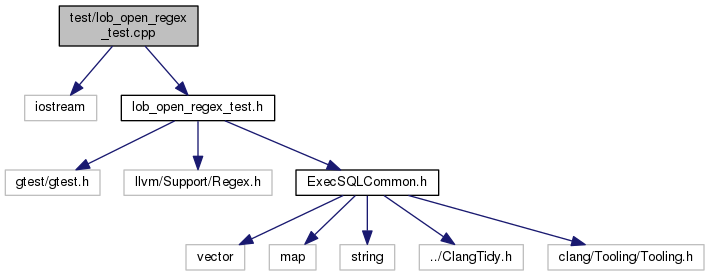 test/lob_open_regex
_test.cpp
iostream
lob_open_regex_test.h
gtest/gtest.h
llvm/Support/Regex.h
ExecSQLCommon.h
vector
map
string
../ClangTidy.h
clang/Tooling/Tooling.h